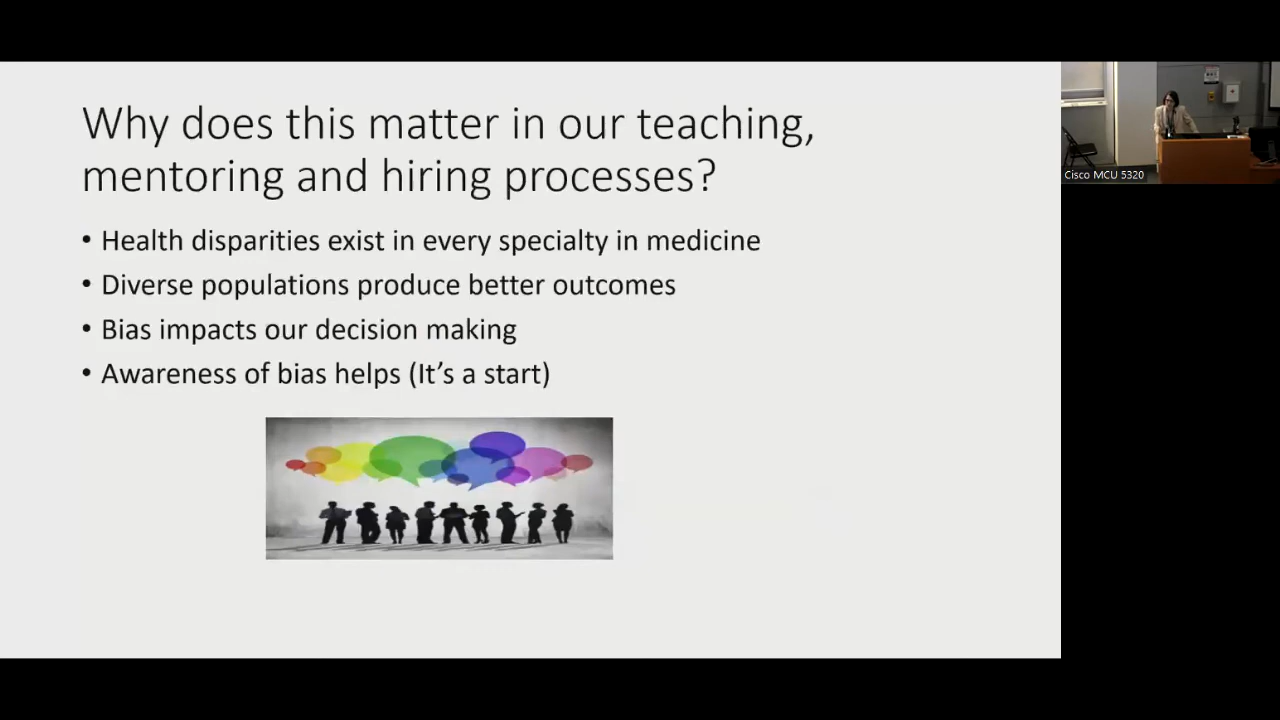 Why does this matter in our teaching,
mentoring and hiring processes?
• Health disparities exist in every specialty in medicine
• Diverse populations produce better outcomes
• Bias impacts our decision making
• Awareness of bias helps (It's a start)
Cisco MCU 5320